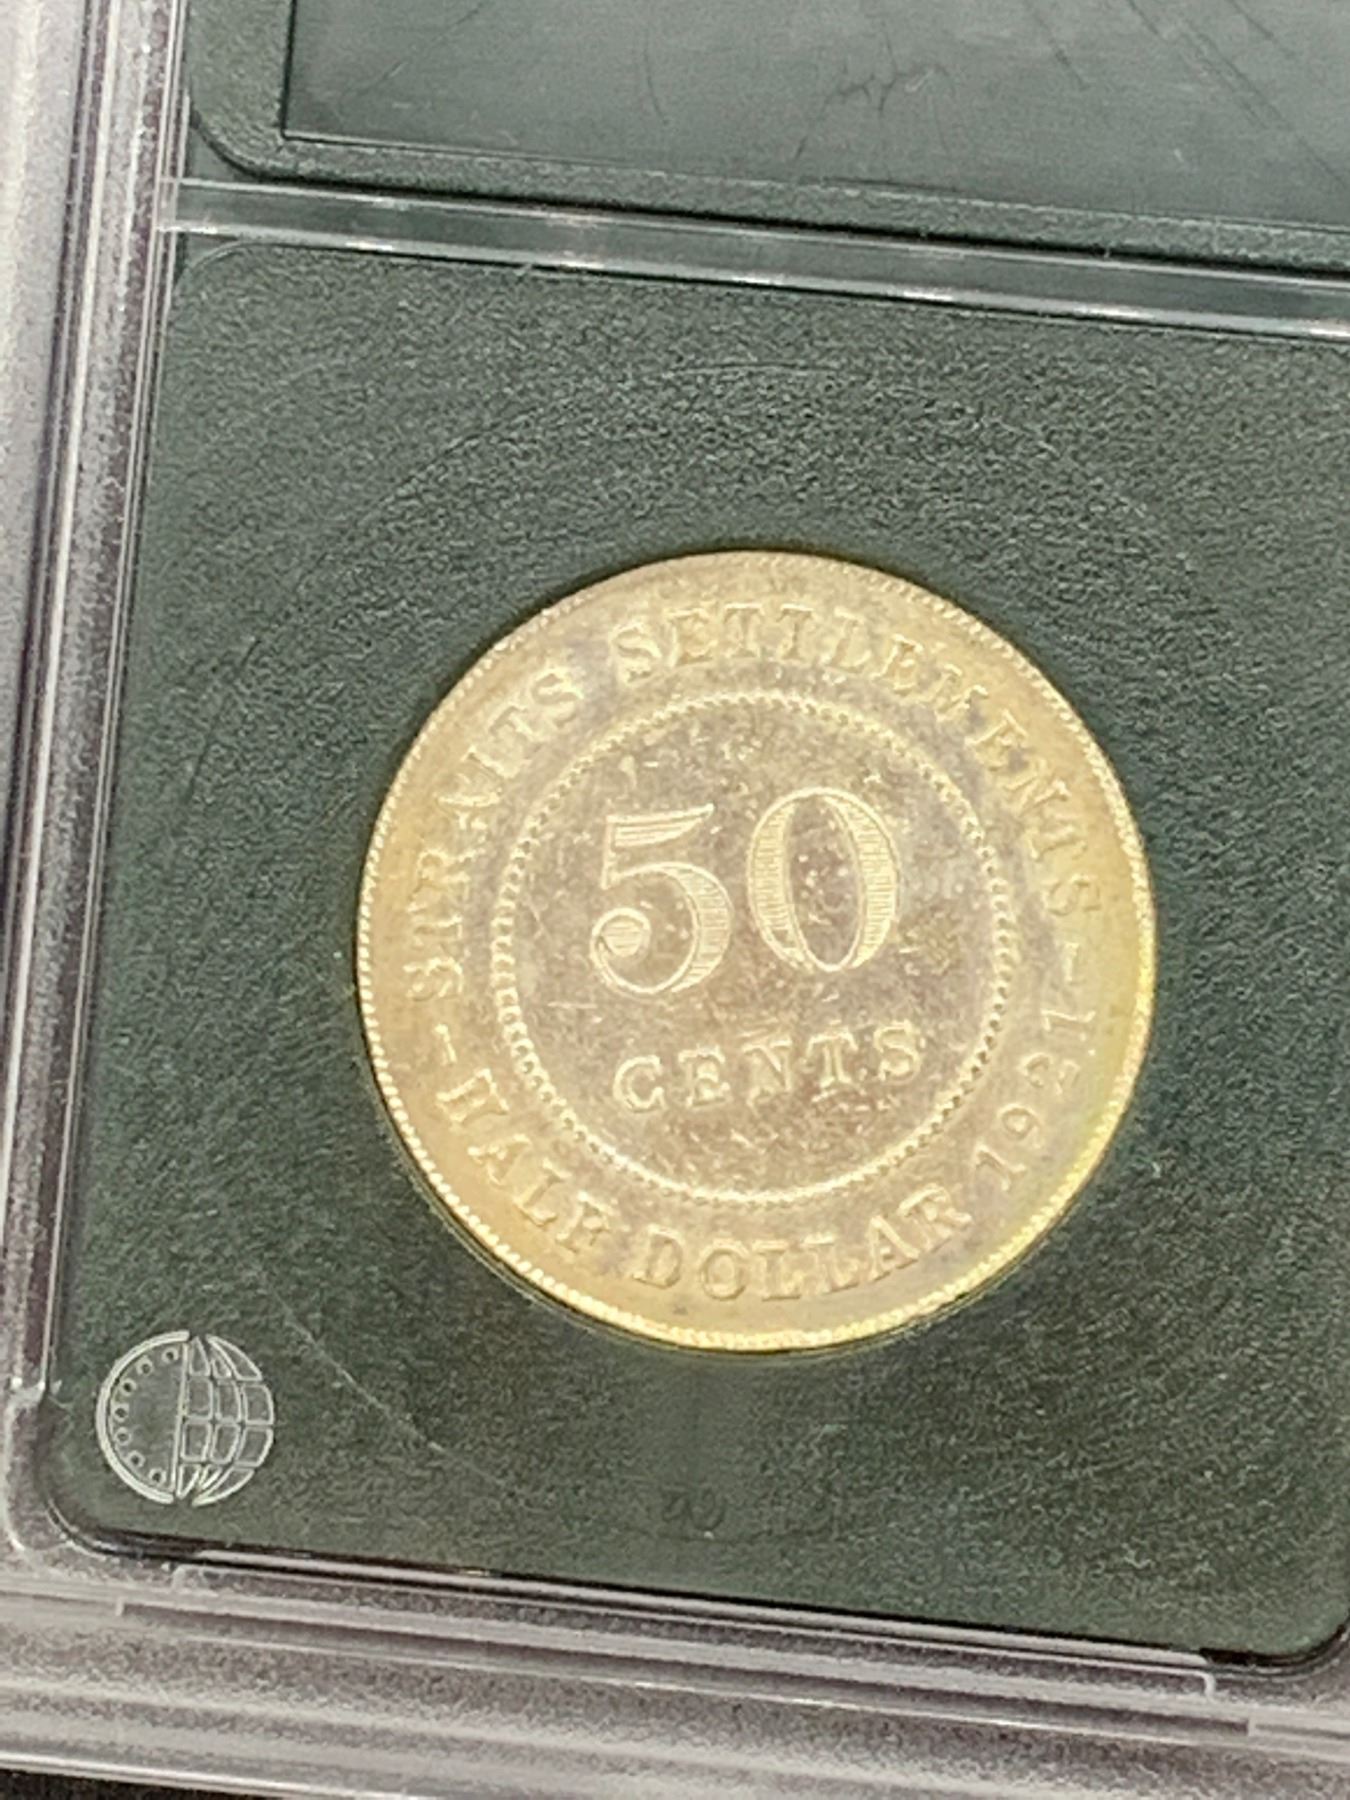 STRAITS SETTLEMENTS
50
CENTS
HALF DOLLAR 1921